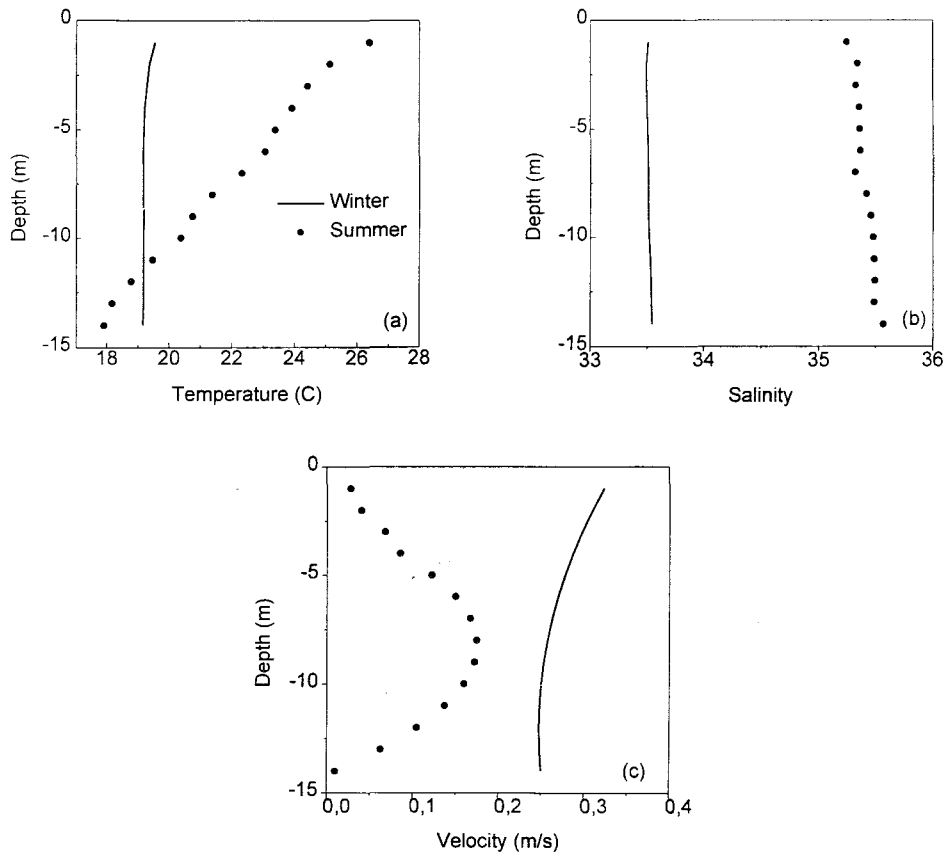 0
-5
-10
-15
Depth (m)
18 20 22 24 26 28
Temperature (C)
Winter
Summer
(a)
0
-5
-10
-15
Depth (m)
33 34 35 36
Salinity
(b)
0
-5
-10
-15
Depth (m)
0,0 0,1 0,2 0,3 0,4
Velocity (m/s)
(c)